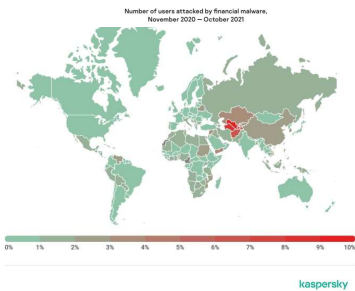 Number of users attacked by financial malware,
November 2020 — October 2021
0% 1% 2% 3% 4% 5% 6% 7% 8% 9% 10%
kaspersky